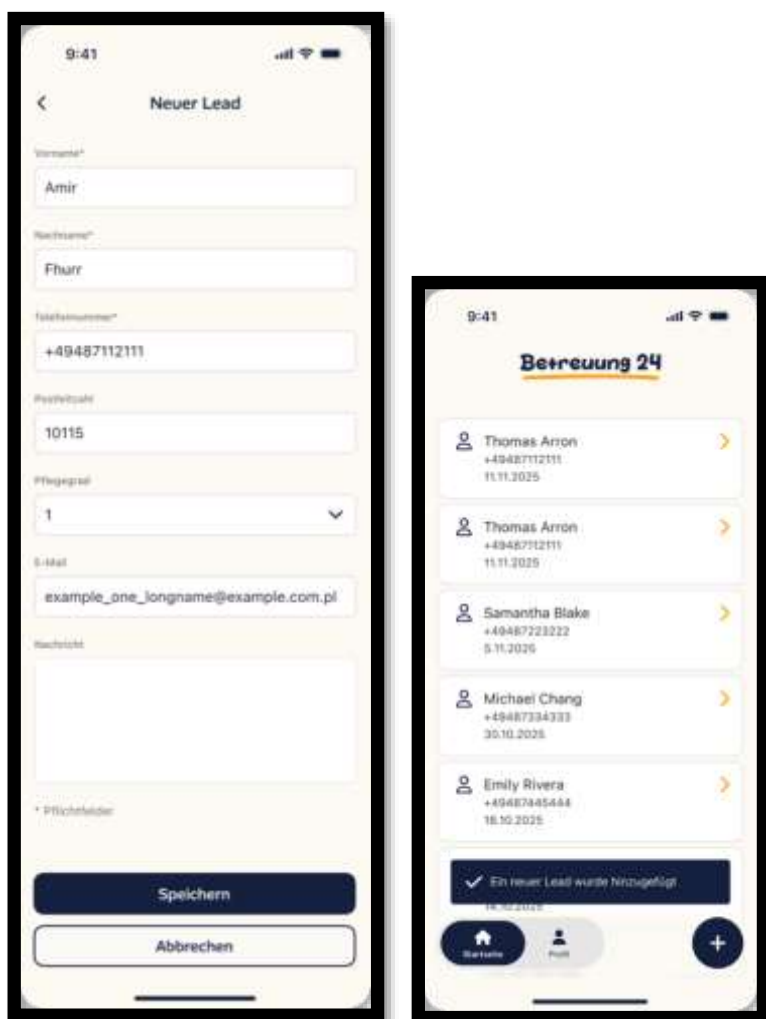 9:41
Neuer Lead
Vorname*
Amir
Nachname*
Fhurr
Telefonnummer*
+49487112111
Postleitzahl
10115
Pflegegrad
1
E-Mail
example_one_longname@example.com.pl
Nachricht
* Pflichtfelder
Speichern
Abbrechen
9:41
Betreuung 24
Thomas Arron
+49487112111
11.11.2025
Thomas Arron
+49487112111
11.11.2025
Samantha Blake
+49487223222
5.11.2025
Michael Chang
+49487334333
30.10.2025
Emily Rivera
+49487445444
18.10.2025
Ein neuer Lead wurde hinzugefügt
14.10.2025
Startseite
Profil